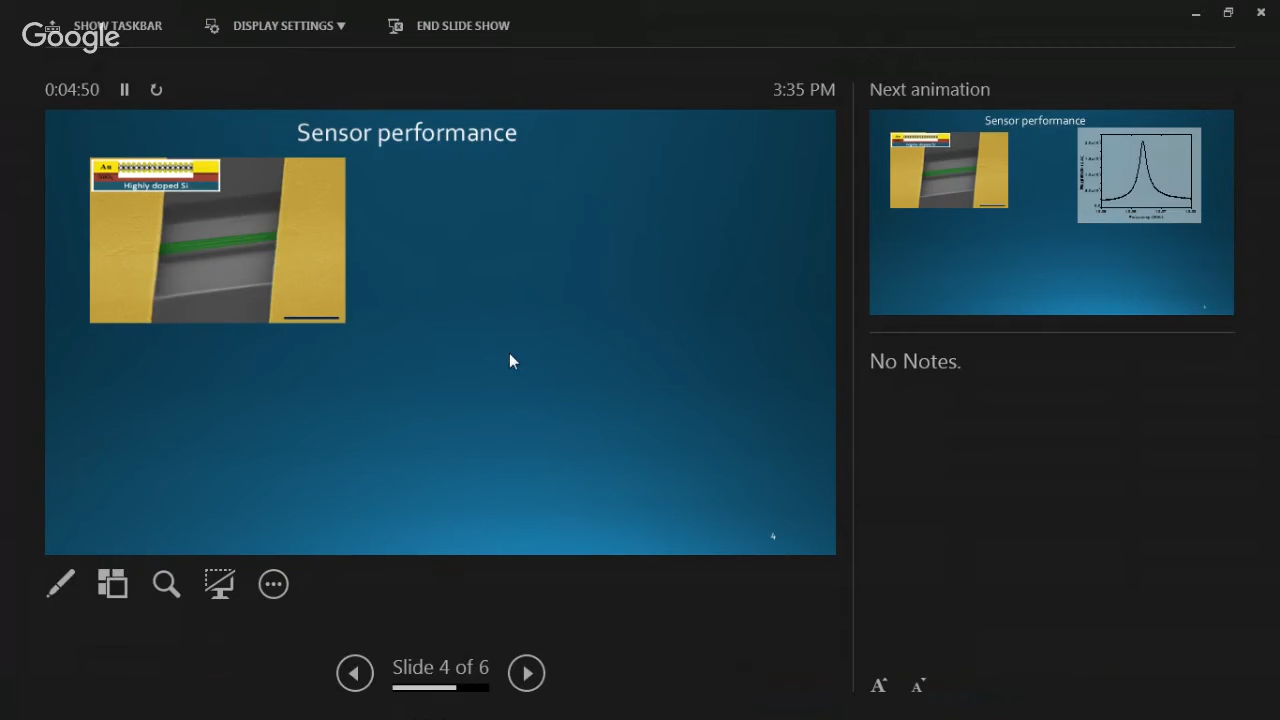 SHOW TASKBAR
DISPLAY SETTINGS ▼
END SLIDE SHOW
Google
0:04:50
3:35 PM
Next animation
Sensor performance
Au
Highly doped Si
4
Sensor performance
No Notes.
Slide 4 of 6
A
A